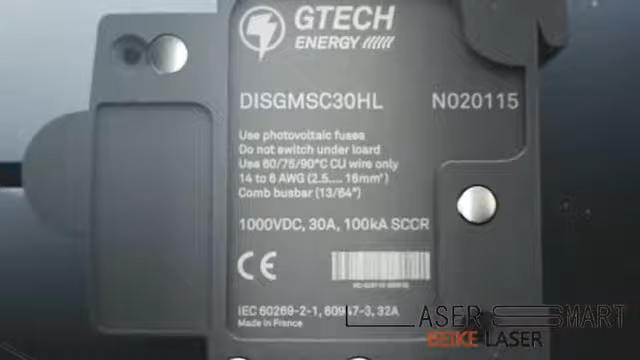 GTECH
ENERGY
DISGMSC30HL N020115
Use photovoltaic fuses
Do not switch under loard
Use 60/75/90°C CU wire only
14 to 6 AWG (2.5.... 16mm²)
Comb busbar (13/64")
1000VDC, 30A, 100kA SCCR
CE
IEC 60269-2-1, 60947-3, 32A
Made in France
LASER SMART
BEIKE LASER